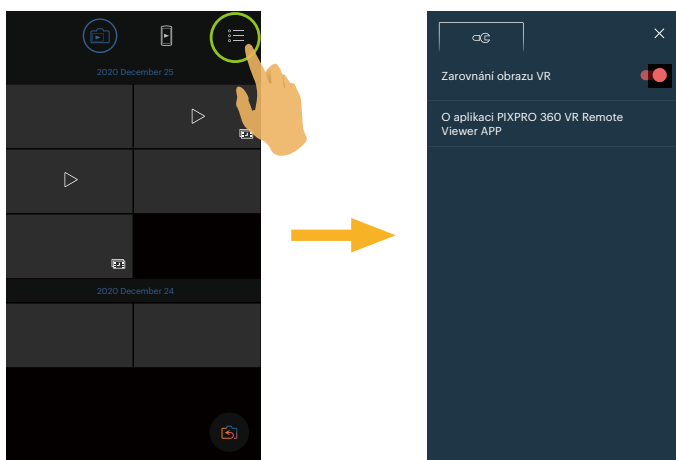 2020 December 25
2020 December 24
Zarovnání obrazu VR
O aplikaci PIXPRO 360 VR Remote
Viewer APP